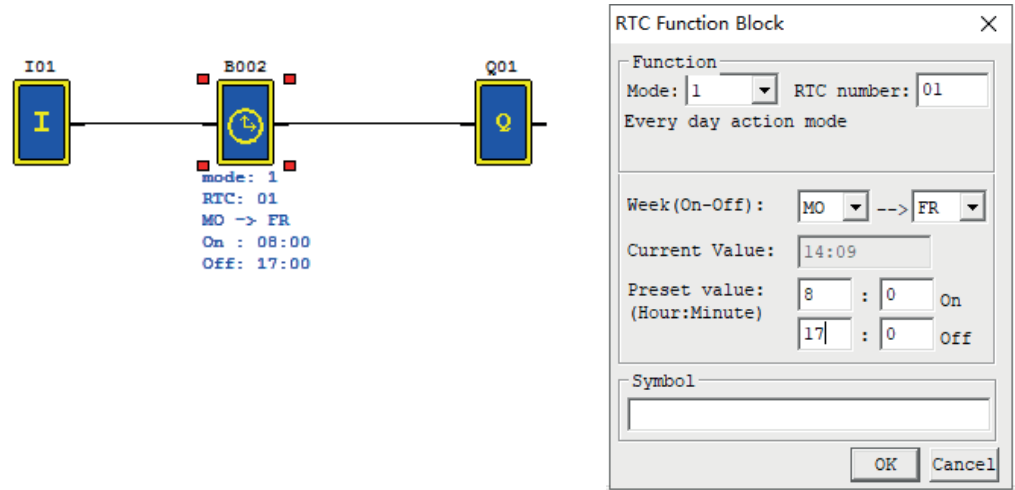 I01
B002
Q01
I
Q
mode: 1
RTC: 01
MO -> FR
On : 08:00
Off: 17:00
RTC Function Block
Function
Mode: 1 RTC number: 01
Every day action mode
Week(On-Off): MO --> FR
Current Value: 14:09
Preset value: 8 : 0 On
(Hour:Minute)
17 : 0 Off
Symbol
OK Cancel